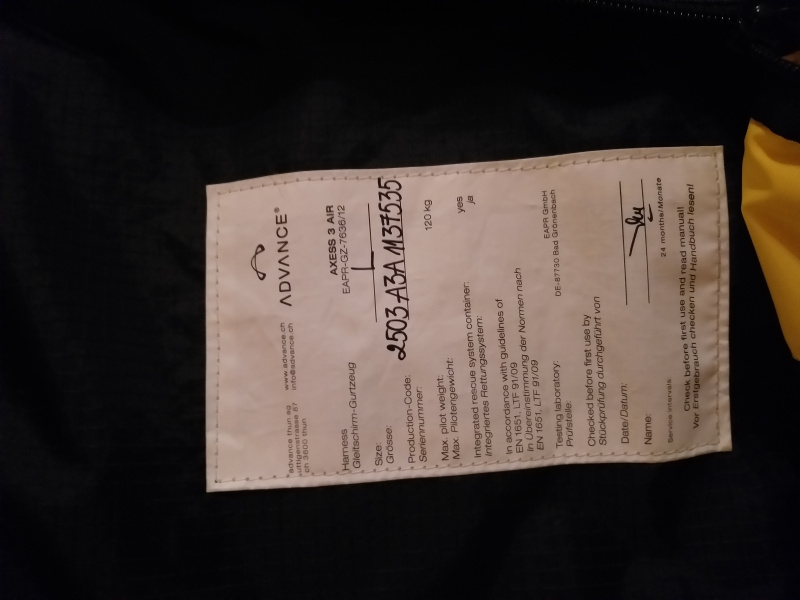 advance thun ag
uttigenstrasse 87
ch 3600 thun
www.advance.ch
info@advance.ch
ADVANCE®
Harness
Gleitschirm-Gurtzeug
AXESS 3 AIR
EAPR-GZ-7636/12
Size:
Grösse:
L
Production-Code:
Seriennummer:
2503A3A1137535
Max. pilot weight:
Max. Pilotengewicht:
120 kg
Integrated rescue system container:
Integriertes Rettungssystem:
yes
ja
In accordance with guidelines of
EN 1651, LTF 91/09
In Übereinstimmung der Normen nach
EN 1651, LTF 91/09
Testing laboratory:
Prüfstelle:
EAPR GmbH
DE-87730 Bad Grönenbach
Checked before first use by
Stückprüfung durchgeführt von
Date/Datum:
Name:
Service intervals:
24 months/Monate
Check before first use and read manual!
Vor Erstgebrauch checken und Handbuch lesen!